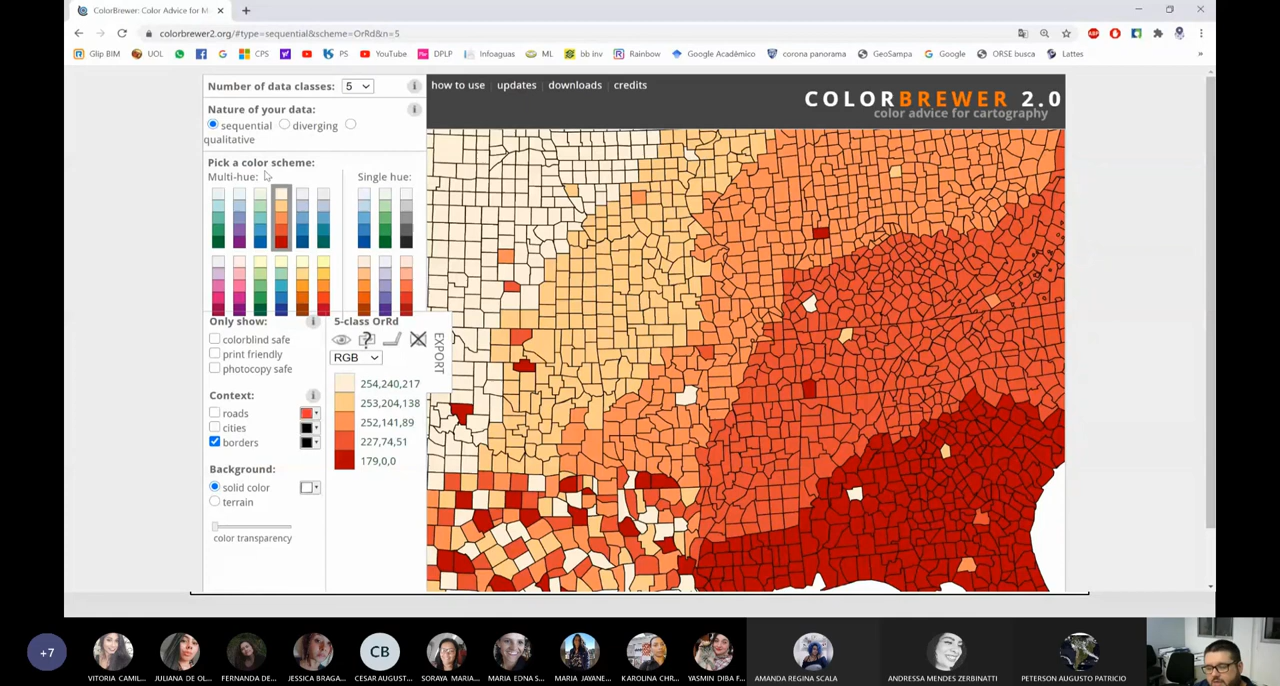 ColorBrewer: Color Advice for M
colorbrewer2.org/#type=sequential&scheme=OrRd&n=5
Glip BIM UOL CPS PS YouTube DPLP Infoaguas ML bb inv Rainbow Google Acadêmico corona panorama GeoSampa Google ORSE busca Lattes »
Number of data classes: 5 i
how to use updates downloads credits
COLORBREWER 2.0
color advice for cartography
Nature of your data: i
sequential diverging
qualitative
Pick a color scheme:
Multi-hue: Single hue:
Only show: i
colorblind safe
print friendly
photocopy safe
Context: i
roads
cities
borders
Background:
solid color
terrain
color transparency
5-class OrRd
EXPORT
RGB
254,240,217
253,204,138
252,141,89
227,74,51
179,0,0
+7
CB
VITORIA CAMIL...
JULIANA DE OL...
FERNANDA DE...
JESSICA BRAGA...
CESAR AUGUST...
SORAYA MARIA...
MARIA EDNA S...
MARIA JAYANE...
KAROLINA CHR...
YASMIN DIBA F...
AMANDA REGINA SCALA
ANDRESSA MENDES ZERBINATTI
PETERSON AUGUSTO PATRICIO